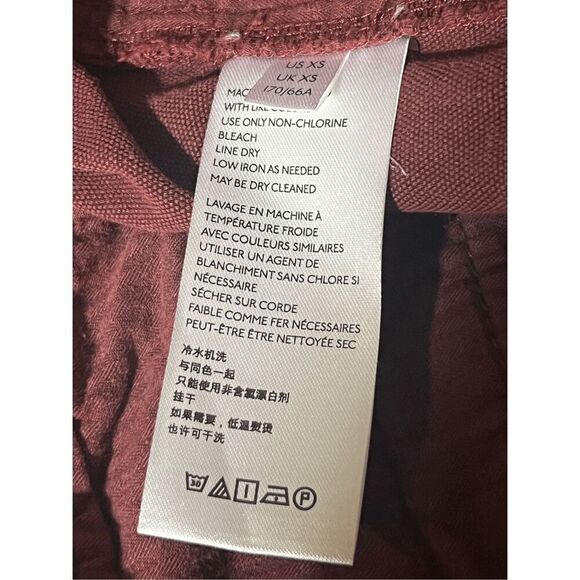 US XS
UK XS
170/66A
MAC
WITH LIKE
USE ONLY NON-CHLORINE
BLEACH
LINE DRY
LOW IRON AS NEEDED
MAY BE DRY CLEANED
LAVAGE EN MACHINE À
TEMPÉRATURE FROIDE
AVEC COULEURS SIMILAIRES
UTILISER UN AGENT DE
BLANCHIMENT SANS CHLORE SI
NÉCESSAIRE
SÉCHER SUR CORDE
FAIBLE COMME FER NÉCESSAIRES
PEUT-ÊTRE ÊTRE NETTOYÉE SEC
冷水机洗
与同色一起
只能使用非含氯漂白剂
挂干
如果需要，低温熨烫
也许可干洗
30
P